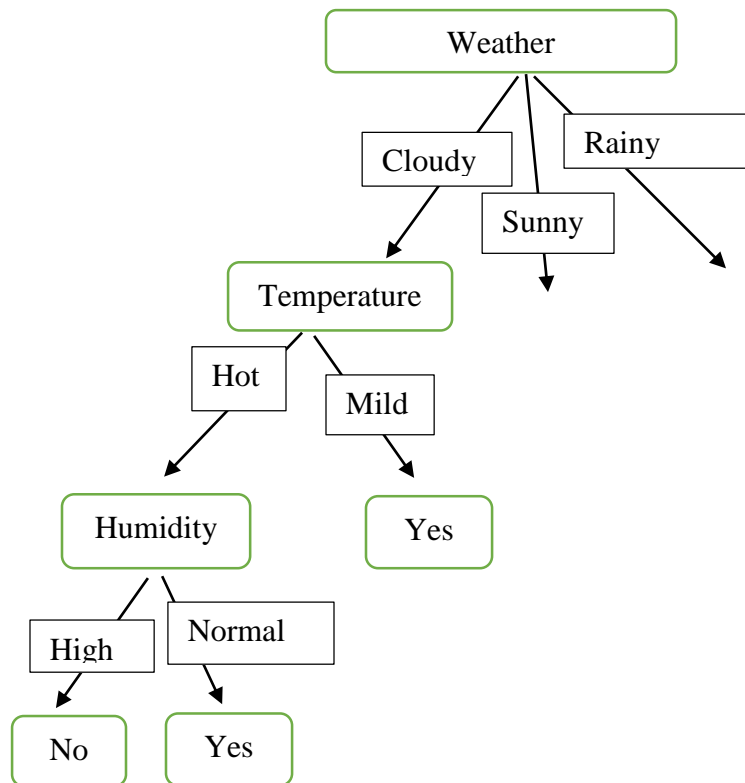 Weather
Cloudy
Rainy
Sunny
Temperature
Hot
Mild
Humidity
Yes
High
Normal
No
Yes